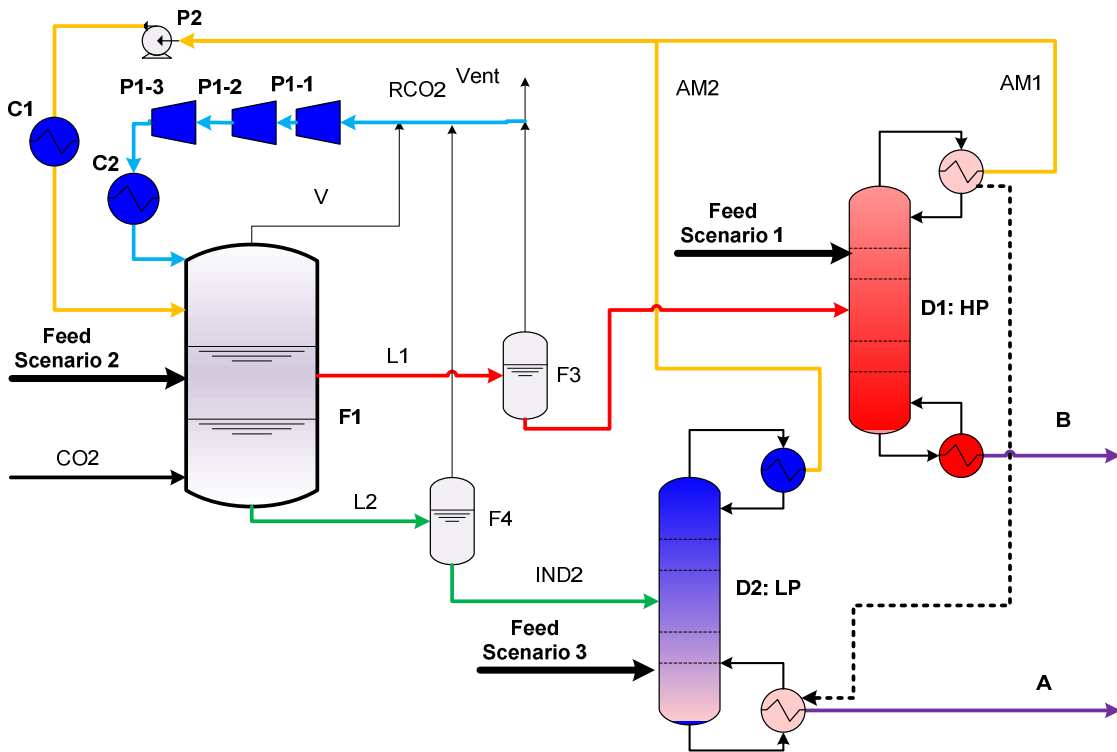 P2
P1-3
P1-2
P1-1
RCO2
Vent
AM2
AM1
C1
C2
V
Feed
Scenario 1
D1: HP
Feed
Scenario 2
L1
F3
F1
B
CO2
L2
F4
IND2
D2: LP
Feed
Scenario 3
A